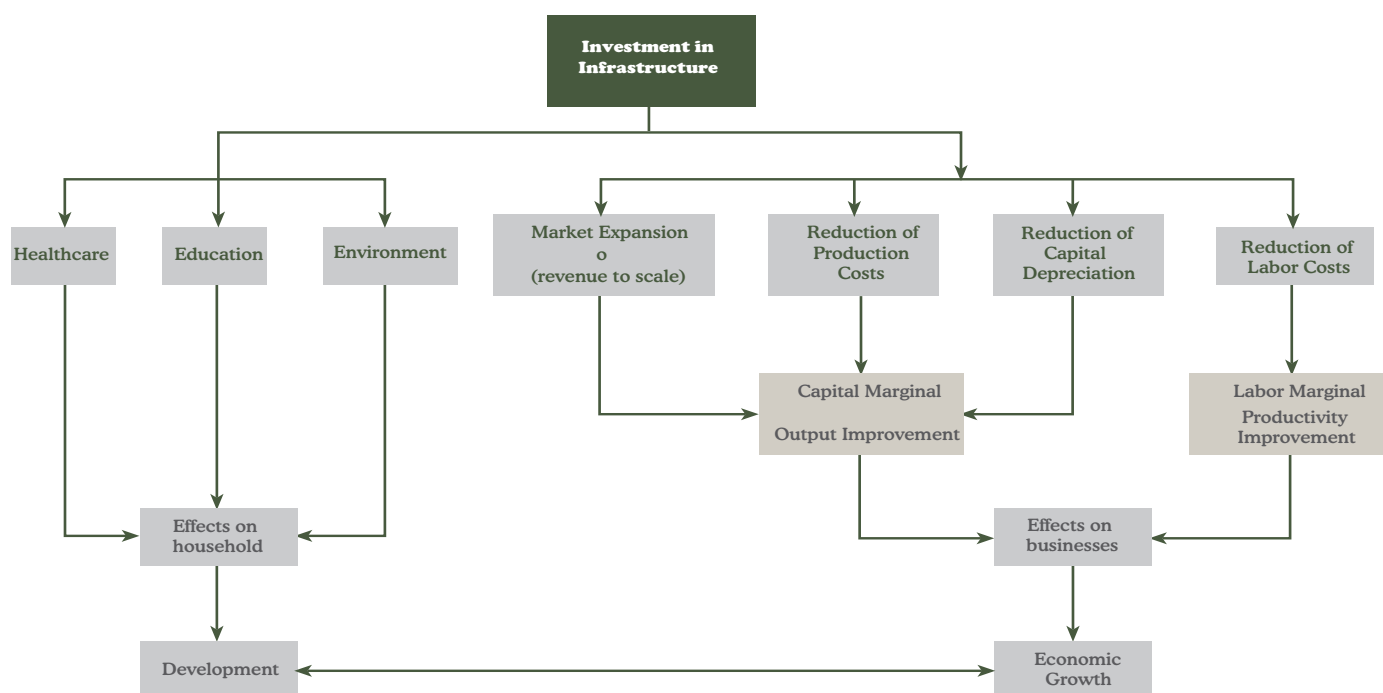 Investment in
Infrastructure
Healthcare
Education
Environment
Market Expansion
o
(revenue to scale)
Reduction of
Production
Costs
Reduction of
Capital
Depreciation
Reduction of
Labor Costs
Capital Marginal
Output Improvement
Labor Marginal
Productivity
Improvement
Effects on
household
Effects on
businesses
Development
Economic
Growth